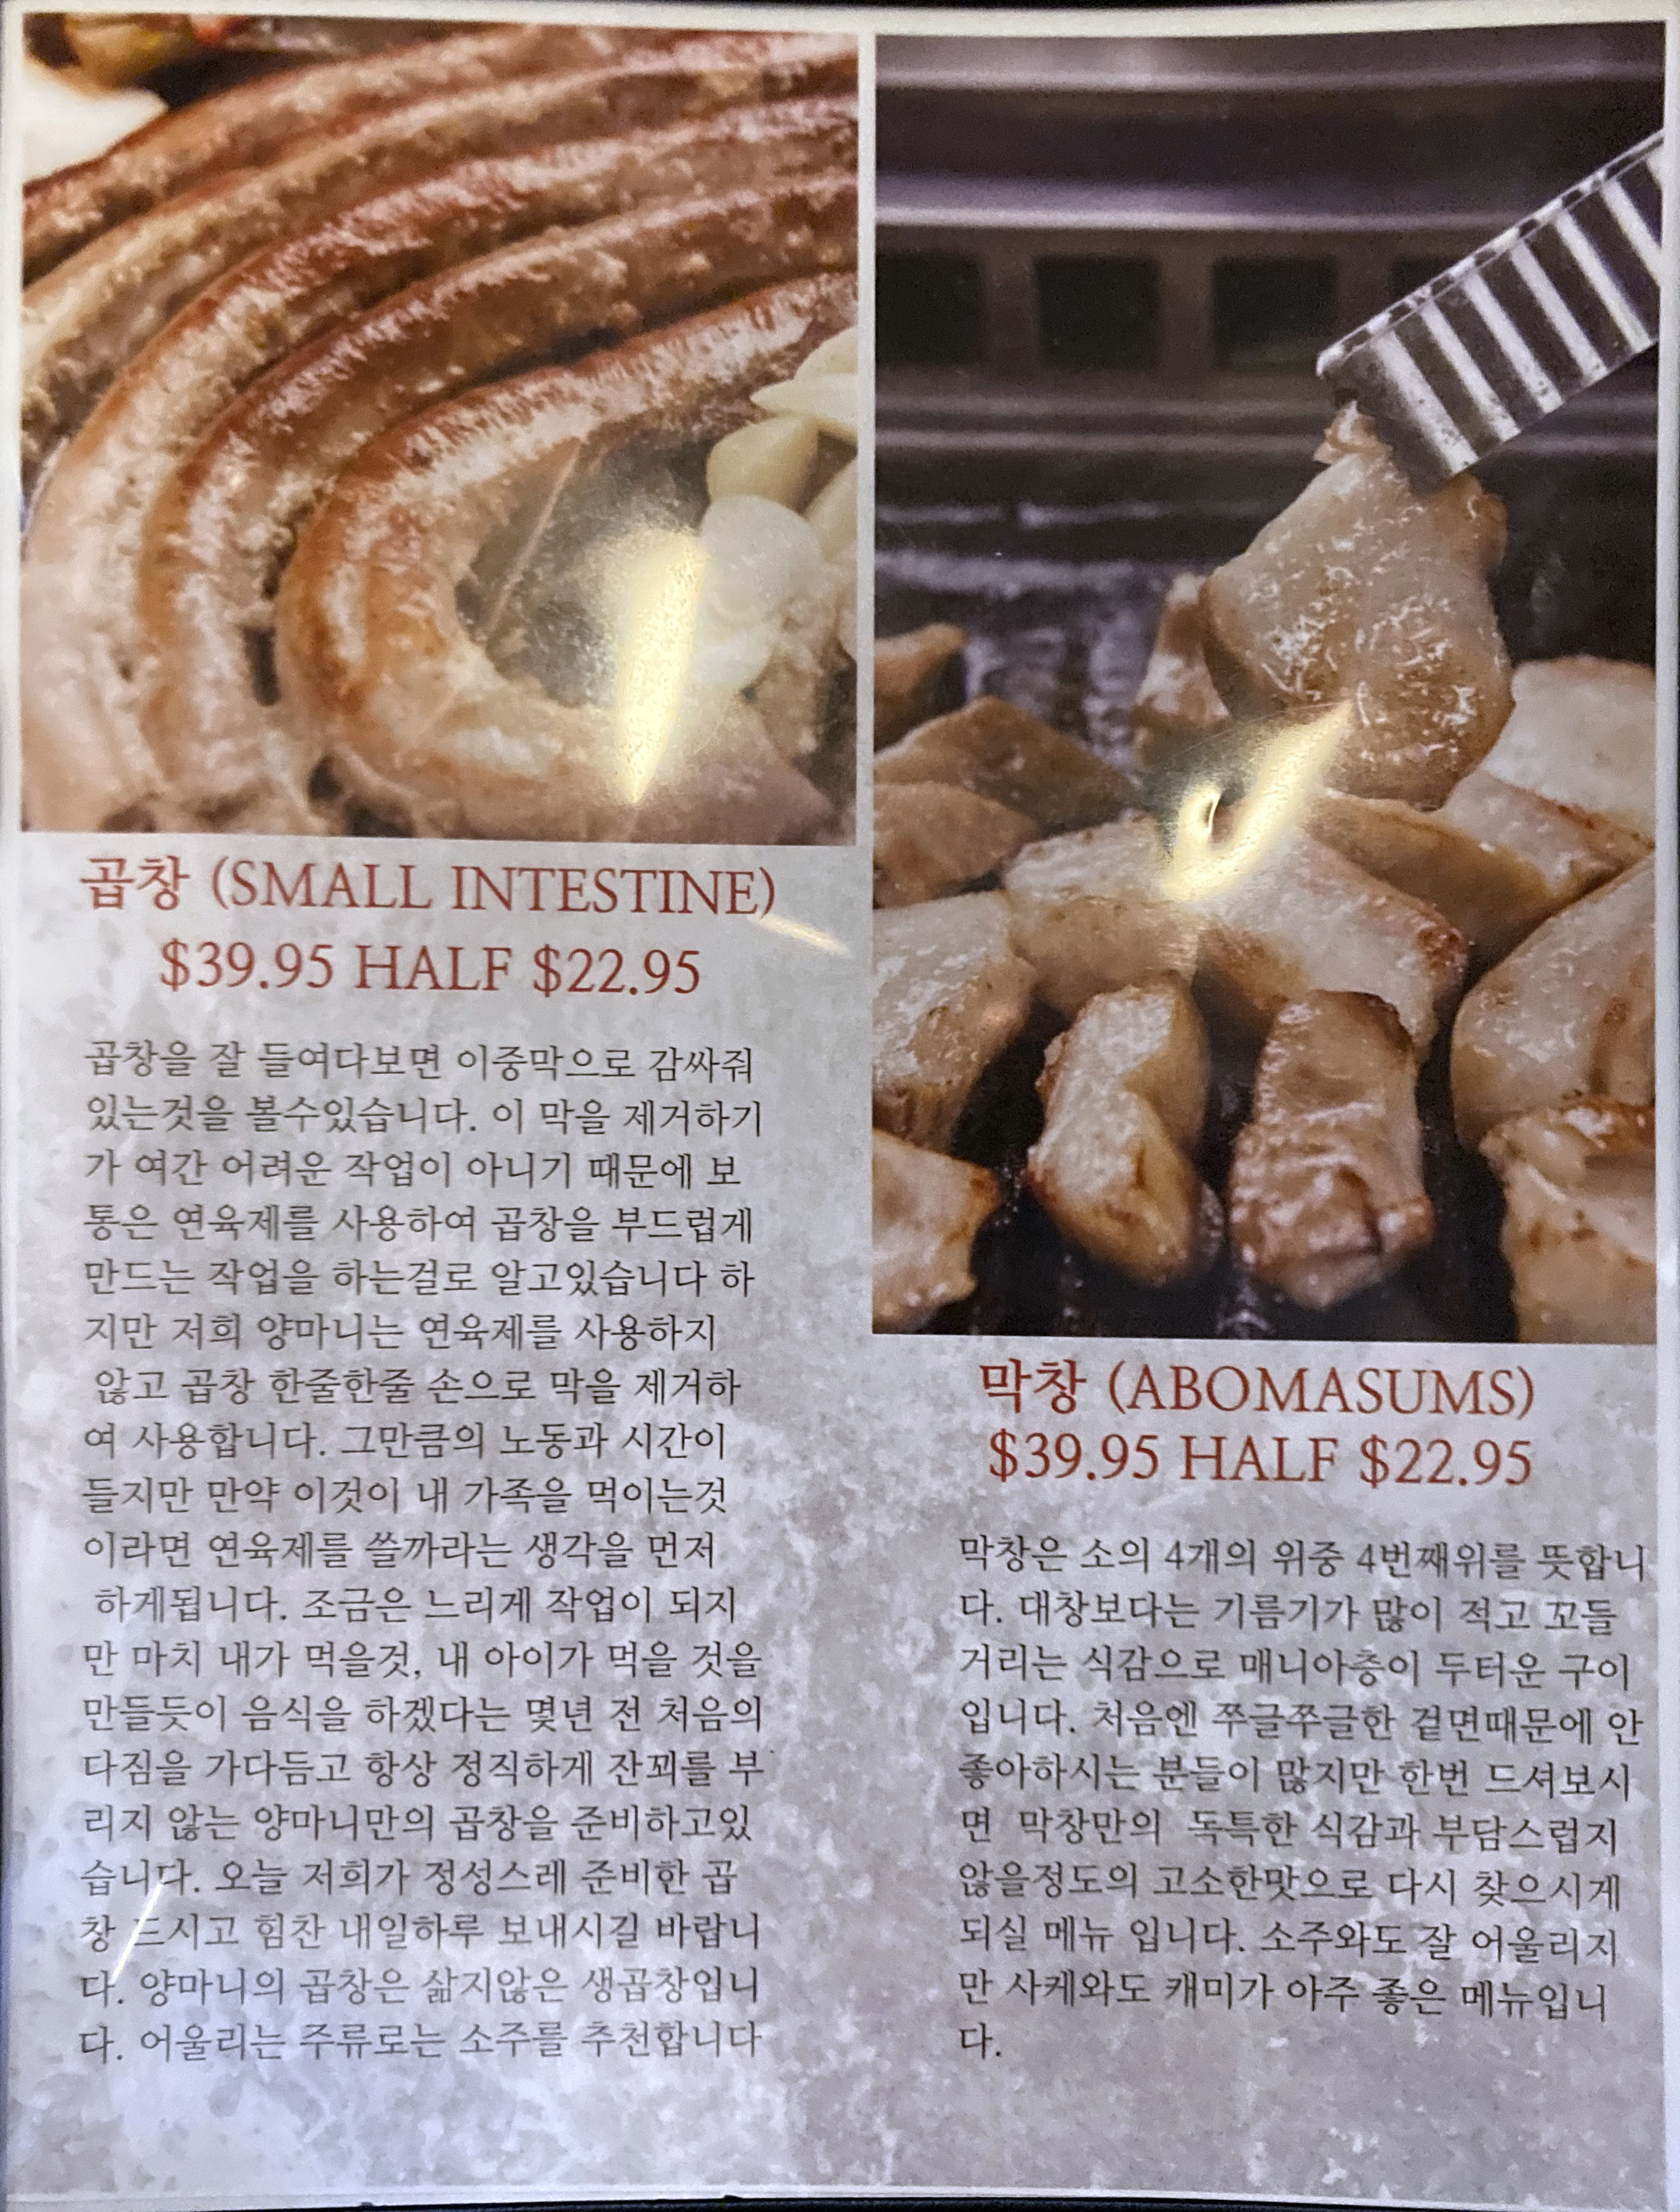 곱창 (SMALL INTESTINE)
$39.95 HALF $22.95
곱창을 잘 들여다보면 이중막으로 감싸줘
있는것을 볼수있습니다. 이 막을 제거하기
가 여간 어려운 작업이 아니기 때문에 보
통은 연육제를 사용하여 곱창을 부드럽게
만드는 작업을 하는걸로 알고있습니다 하
지만 저희 양마니는 연육제를 사용하지
않고 곱창 한줄한줄 손으로 막을 제거하
여 사용합니다. 그만큼의 노동과 시간이
들지만 만약 이것이 내 가족을 먹이는것
이라면 연육제를 쓸까라는 생각을 먼저
하게됩니다. 조금은 느리게 작업이 되지
만 마치 내가 먹을것, 내 아이가 먹을 것을
만들듯이 음식을 하겠다는 몇년 전 처음의
다짐을 가다듬고 항상 정직하게 잔꾀를 부
리지 않는 양마니만의 곱창을 준비하고있
습니다. 오늘 저희가 정성스레 준비한 곱
창 드시고 힘찬 내일하루 보내시길 바랍니
다. 양마니의 곱창은 삶지않은 생곱창입니
다. 어울리는 주류로는 소주를 추천합니다
막창 (ABOMASUMS)
$39.95 HALF $22.95
막창은 소의 4개의 위중 4번째위를 뜻합니
다. 대창보다는 기름기가 많이 적고 꼬들
거리는 식감으로 매니아층이 두터운 구이
입니다. 처음엔 쭈글쭈글한 겉면때문에 안
좋아하시는 분들이 많지만 한번 드셔보시
면 막창만의 독특한 식감과 부담스럽지
않을정도의 고소한맛으로 다시 찾으시게
되실 메뉴 입니다. 소주와도 잘 어울리지
만 사케와도 캐미가 아주 좋은 메뉴입니
다.